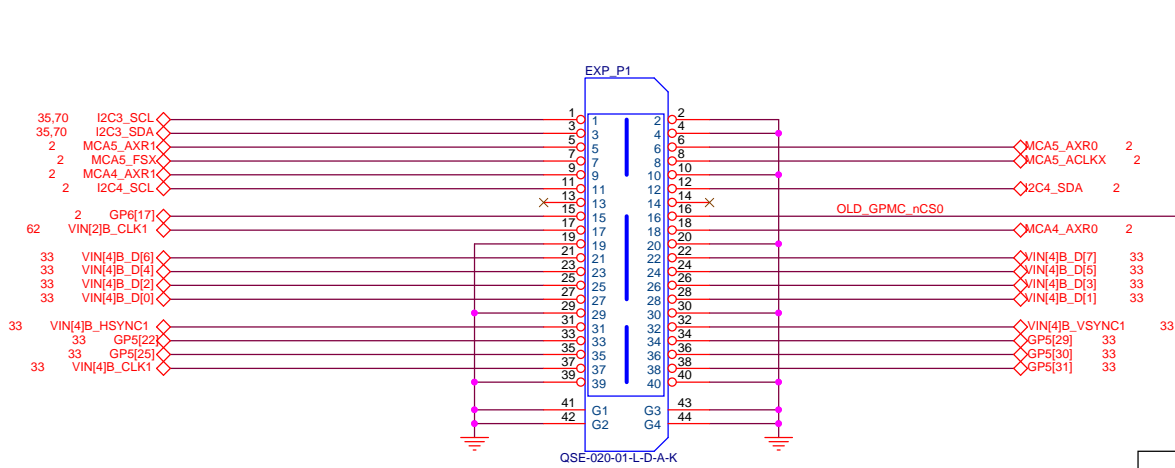 EXP_P1
35,70 I2C3_SCL 1 1 2 2
35,70 I2C3_SDA 3 3 4 4
2 MCA5_AXR1 5 5 6 6 MCA5_AXR0 2
2 MCA5_FSX 7 7 8 8 MCA5_ACLKX 2
2 MCA4_AXR1 9 9 10 10
2 I2C4_SCL 11 11 12 12 I2C4_SDA 2
13 13 14 14
2 GP6[17] 15 15 16 16 OLD_GPMC_nCS0
62 VIN[2]B_CLK1 17 17 18 18 MCA4_AXR0 2
19 19 20 20
33 VIN[4]B_D[6] 21 21 22 22 VIN[4]B_D[7] 33
33 VIN[4]B_D[4] 23 23 24 24 VIN[4]B_D[5] 33
33 VIN[4]B_D[2] 25 25 26 26 VIN[4]B_D[3] 33
33 VIN[4]B_D[0] 27 27 28 28 VIN[4]B_D[1] 33
29 29 30 30
33 VIN[4]B_HSYNC1 31 31 32 32 VIN[4]B_VSYNC1 33
33 GP5[22] 33 33 34 34 GP5[29] 33
33 GP5[25] 35 35 36 36 GP5[30] 33
33 VIN[4]B_CLK1 37 37 38 38 GP5[31] 33
39 39 40 40
41 G1 G3 43
42 G2 G4 44
QSE-020-01-L-D-A-K